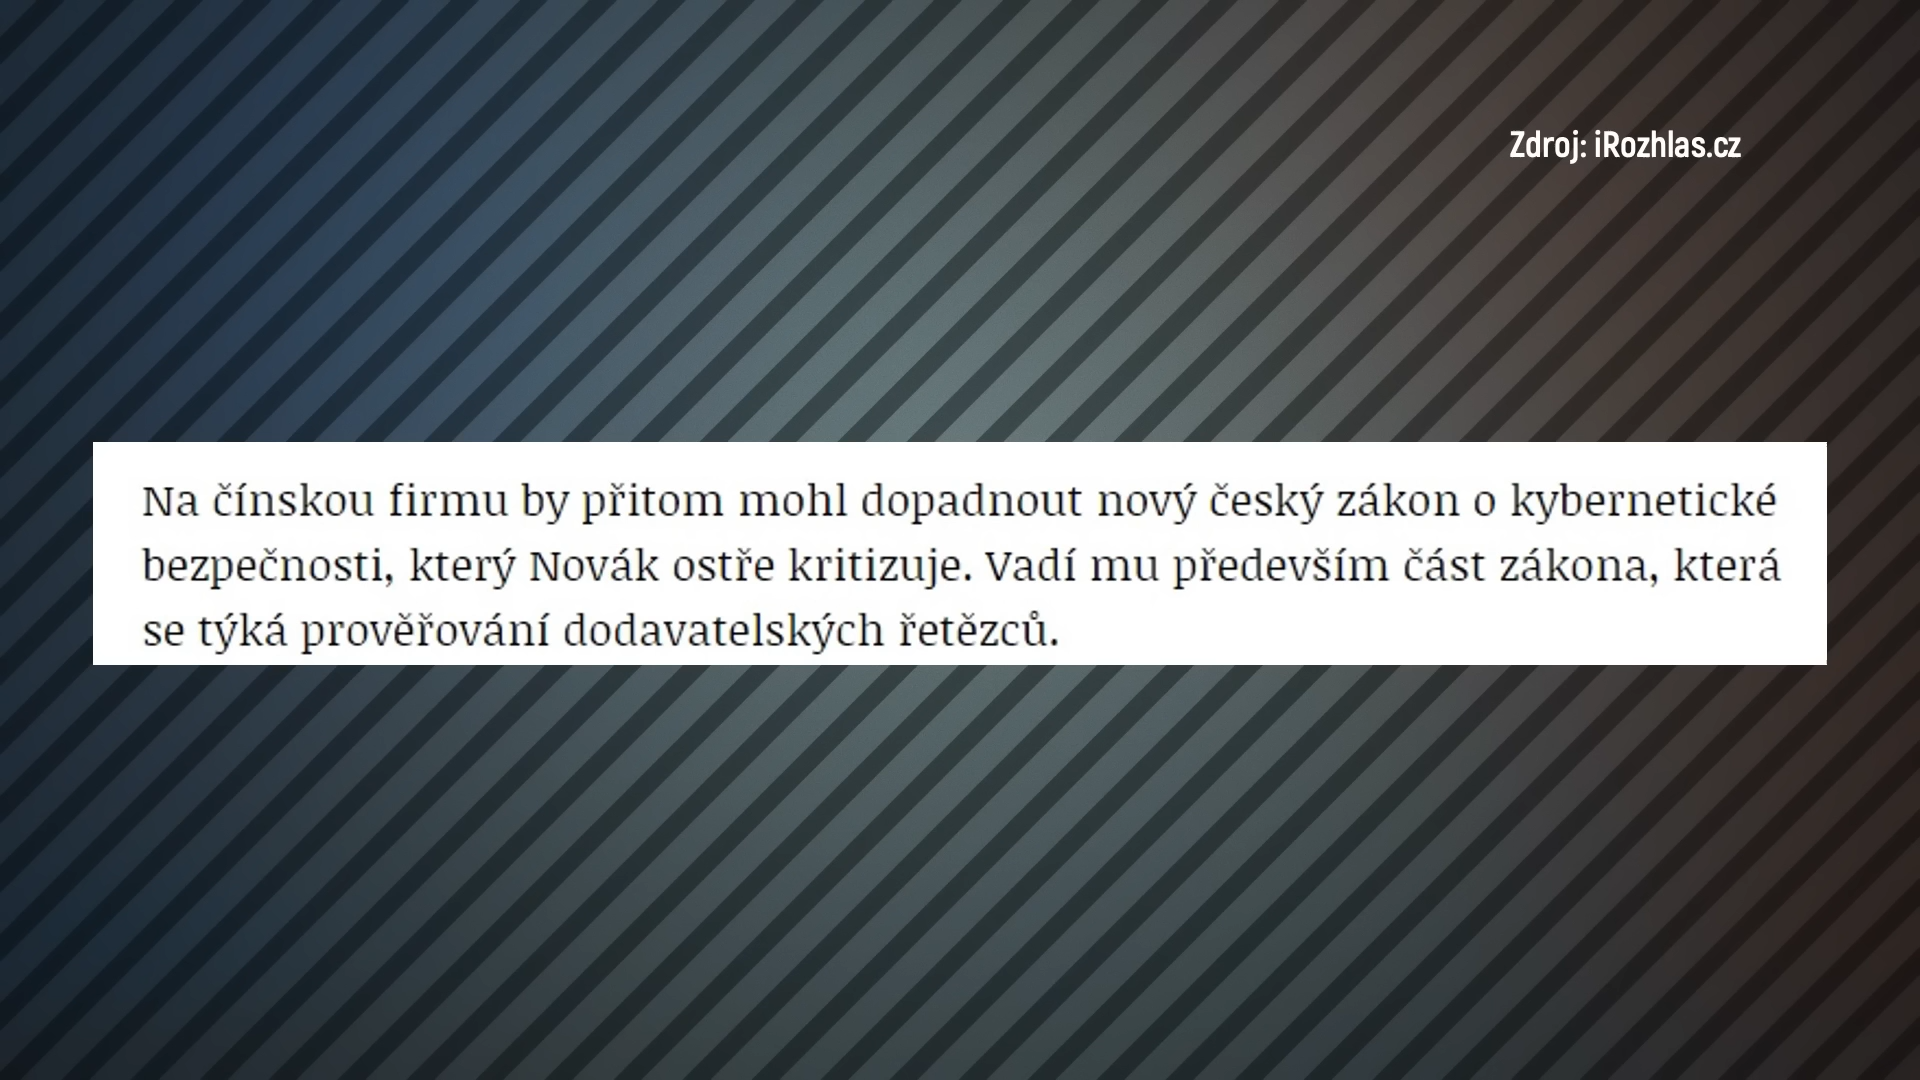 Zdroj: iRozhlas.cz
Na čínskou firmu by přitom mohl dopadnout nový český zákon o kybernetické
bezpečnosti, který Novák ostře kritizuje. Vadí mu především část zákona, která
se týká prověřování dodavatelských řetězců.